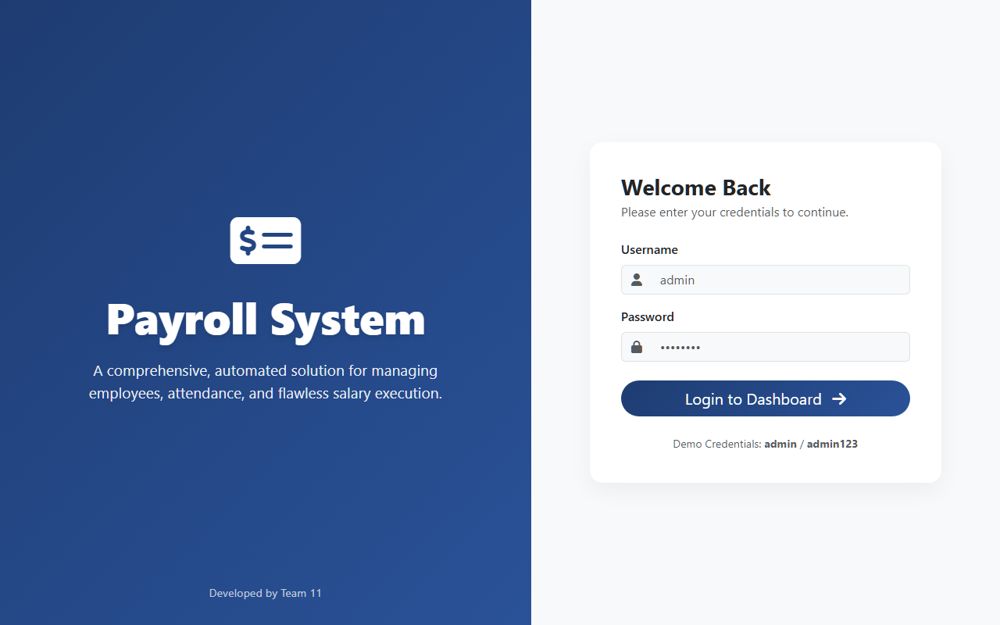 $
Payroll System
A comprehensive, automated solution for managing
employees, attendance, and flawless salary execution.
Developed by Team 11
Welcome Back
Please enter your credentials to continue.
Username
admin
Password
••••••••
Login to Dashboard →
Demo Credentials: admin / admin123